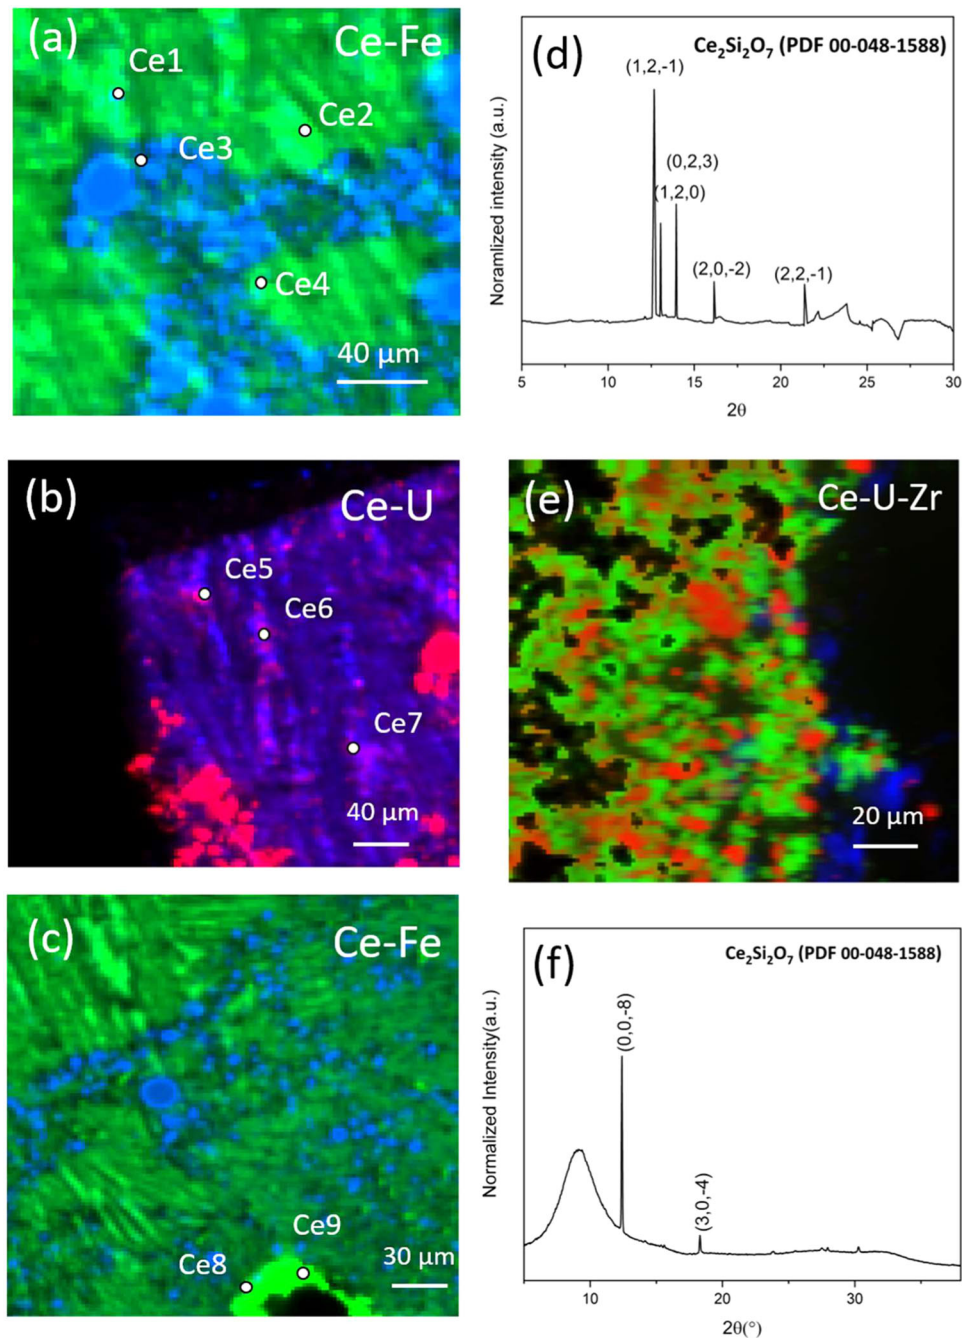 (a)
Ce-Fe
Ce1
Ce2
Ce3
Ce4
40 µm
(d)
Ce₂Si₂O₇ (PDF 00-048-1588)
(1,2,-1)
(0,2,3)
(1,2,0)
(2,0,-2)
(2,2,-1)
Noramlized intensity (a.u.)
5 10 15 20 25 30
2θ
(b)
Ce-U
Ce5
Ce6
Ce7
40 µm
(e)
Ce-U-Zr
20 µm
(c)
Ce-Fe
Ce9
Ce8
30 µm
(f)
Ce₂Si₂O₇ (PDF 00-048-1588)
(0,0,-8)
(3,0,-4)
Normalized Intensity(a.u.)
10 20 30
2θ(°)